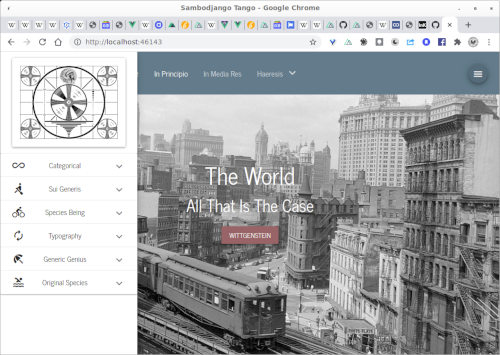 Sambodjango Tango - Google Chrome
http://localhost:46143
In Principio
In Media Res
Haeresis
Categorical
Sui Generis
Species Being
Typography
Generic Genius
Original Species
The World
All That Is The Case
WITTGENSTEIN